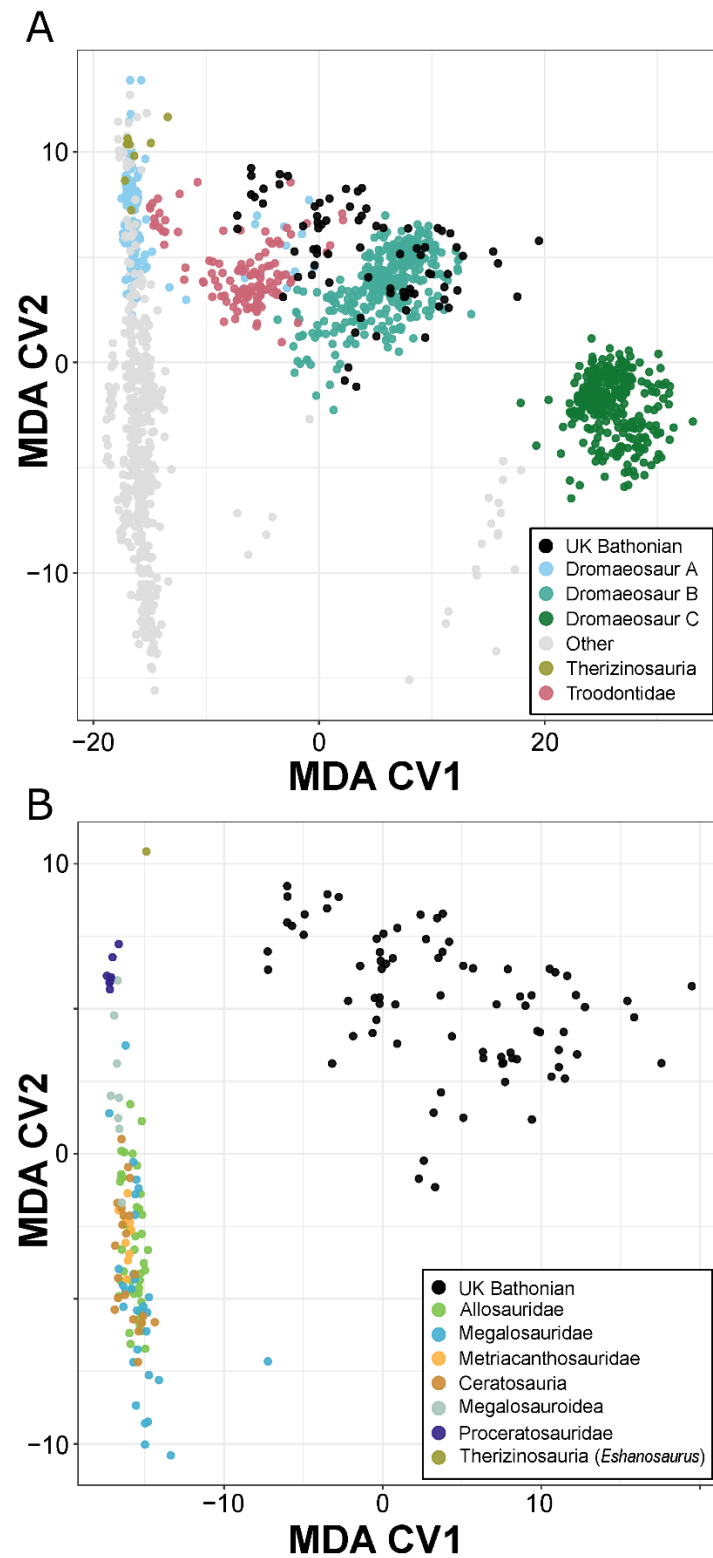 A
10
0
−10
MDA CV2
UK Bathonian
Dromaeosaur A
Dromaeosaur B
Dromaeosaur C
Other
Therizinosauria
Troodontidae
−20
0
20
MDA CV1
B
10
0
−10
MDA CV2
UK Bathonian
Allosauridae
Megalosauridae
Metriacanthosauridae
Ceratosauria
Megalosauroidea
Proceratosauridae
Therizinosauria (Eshanosaurus)
−10
0
10
MDA CV1